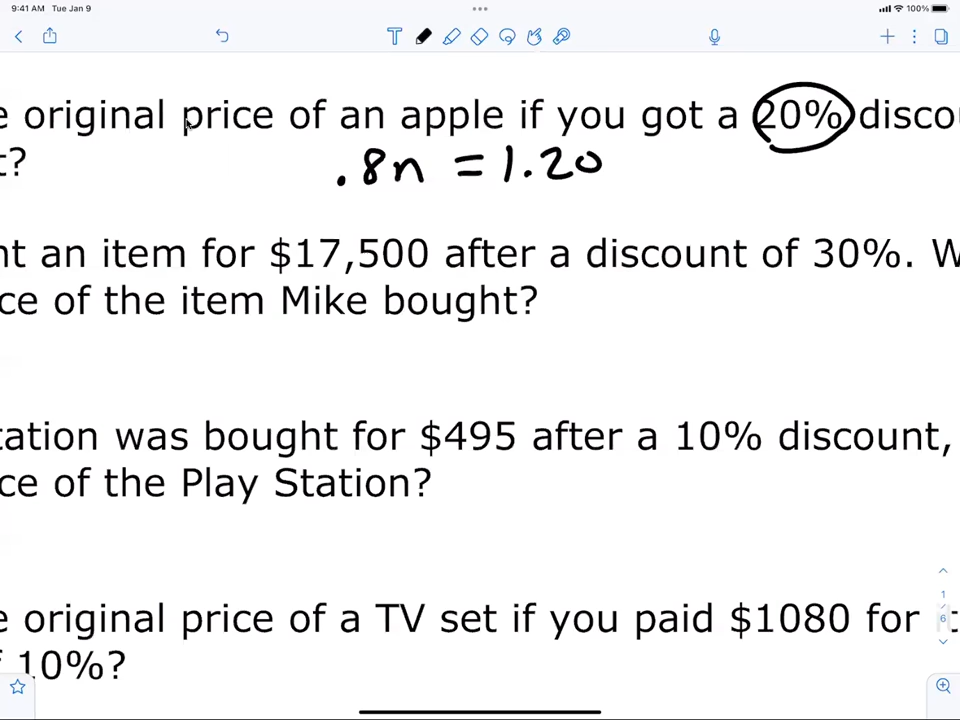 9:41 AM Tue Jan 9
100%
e original price of an apple if you got a 20% disco
t?
.8n = 1.20
nt an item for $17,500 after a discount of 30%. W
ce of the item Mike bought?
tation was bought for $495 after a 10% discount,
ce of the Play Station?
e original price of a TV set if you paid $1080 for it
f 10%?
1
/
6